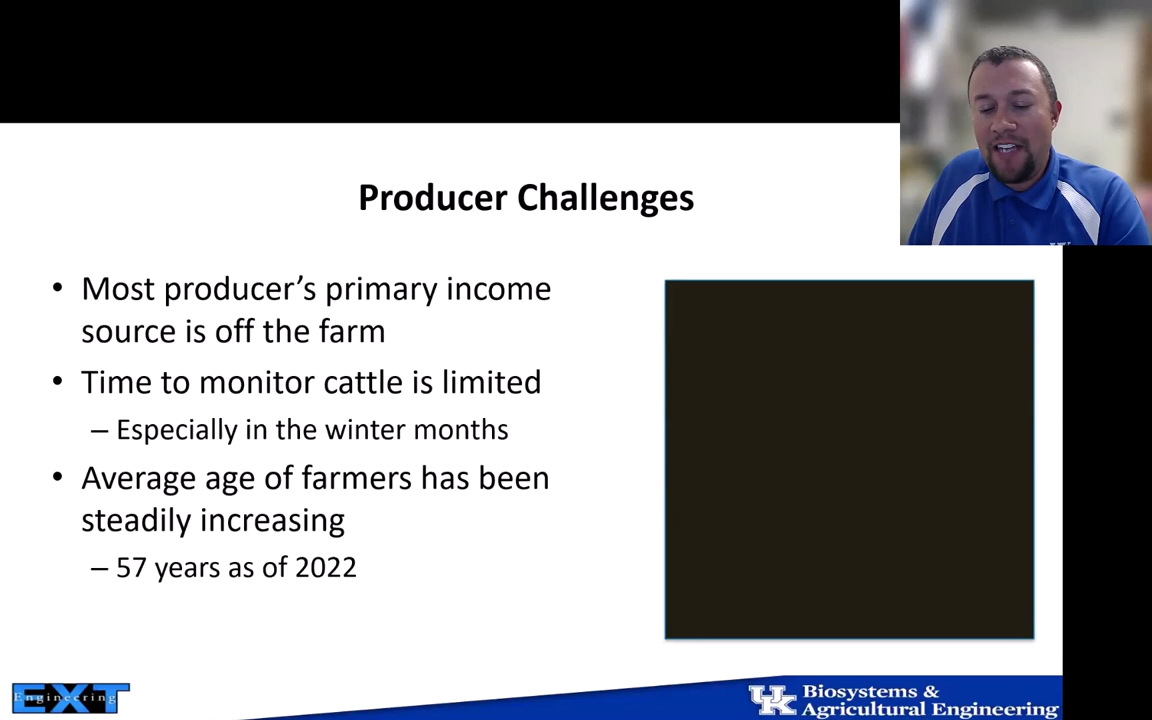 Producer Challenges
• Most producer’s primary income
source is off the farm
• Time to monitor cattle is limited
– Especially in the winter months
• Average age of farmers has been
steadily increasing
– 57 years as of 2022
EXT
Engineering
UK
Biosystems &
Agricultural Engineering